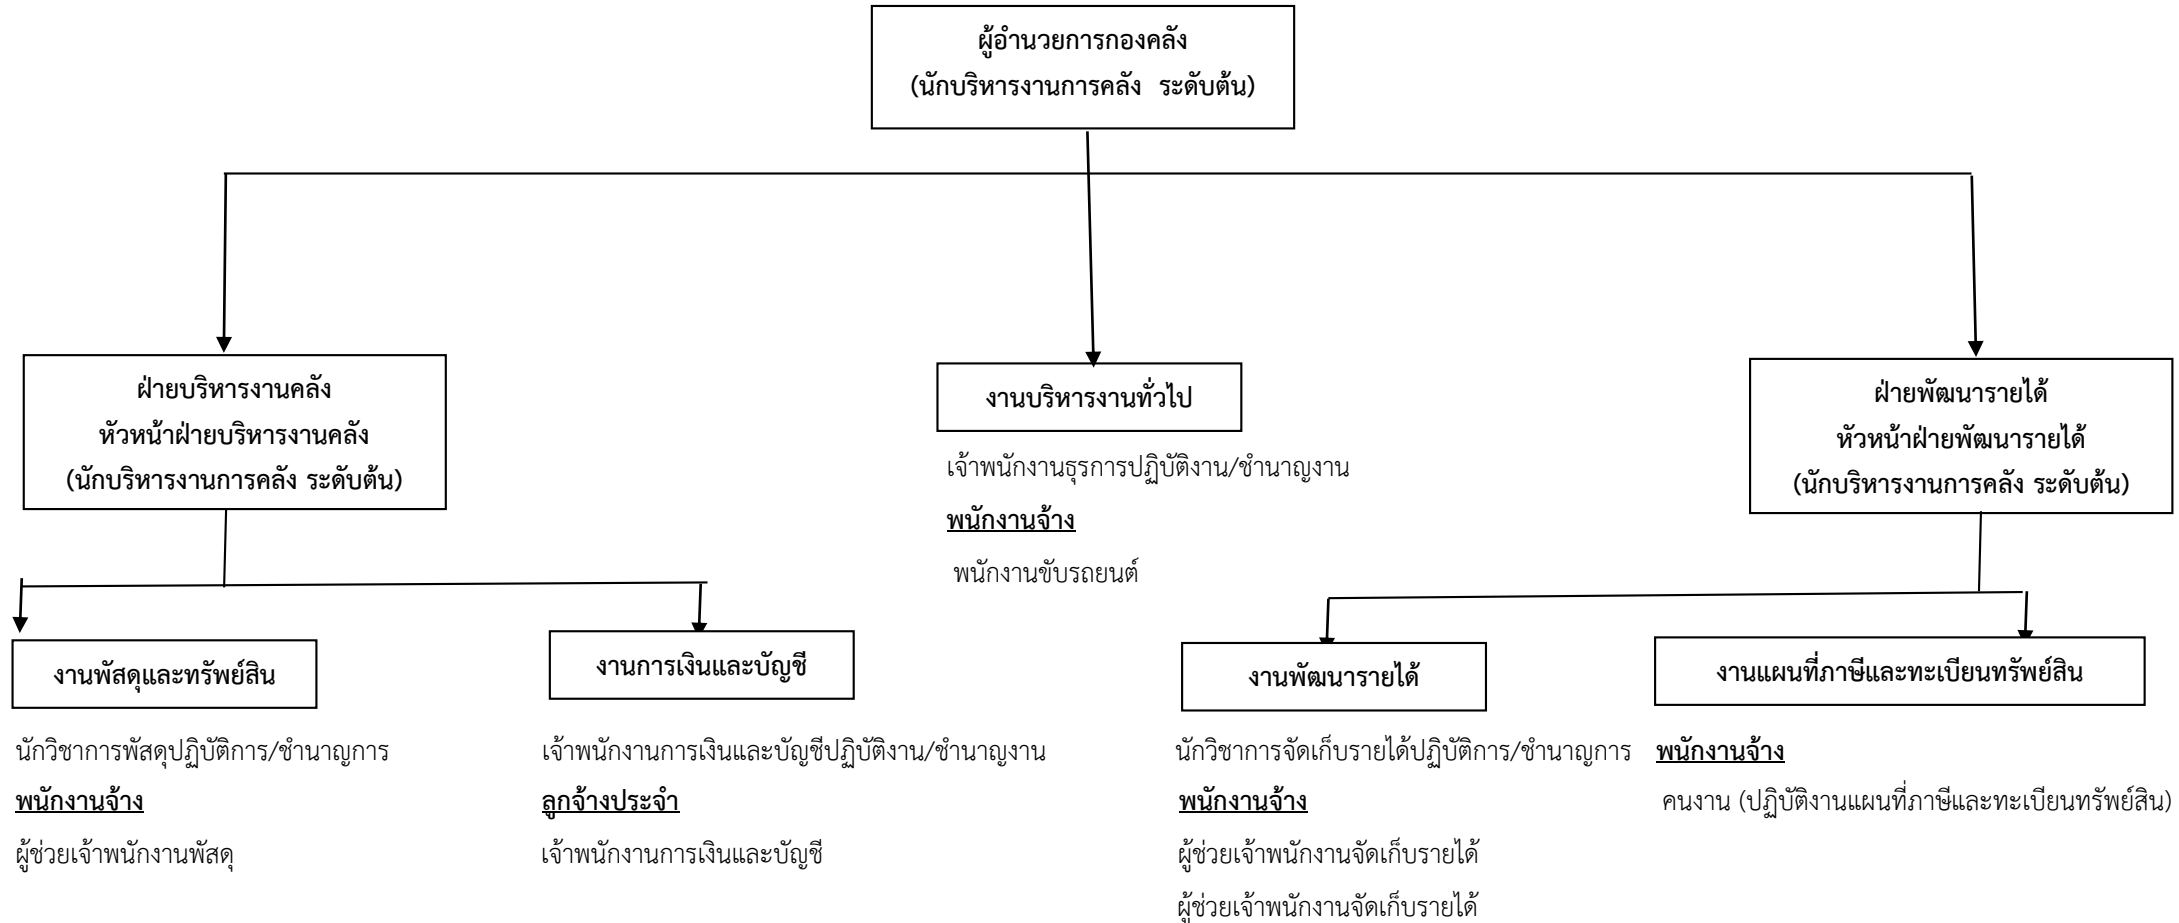 ผู้อำนวยการกองคลัง
(นักบริหารงานการคลัง  ระดับต้น)
ฝ่ายบริหารงานคลัง
หัวหน้าฝ่ายบริหารงานคลัง
(นักบริหารงานการคลัง ระดับต้น)
งานบริหารงานทั่วไป
เจ้าพนักงานธุรการปฏิบัติงาน/ชำนาญงาน
พนักงานจ้าง
พนักงานขับรถยนต์
ฝ่ายพัฒนารายได้
หัวหน้าฝ่ายพัฒนารายได้
(นักบริหารงานการคลัง ระดับต้น)
งานพัสดุและทรัพย์สิน
นักวิชาการพัสดุปฏิบัติการ/ชำนาญการ
พนักงานจ้าง
ผู้ช่วยเจ้าพนักงานพัสดุ
งานการเงินและบัญชี
เจ้าพนักงานการเงินและบัญชีปฏิบัติงาน/ชำนาญงาน
ลูกจ้างประจำ
เจ้าพนักงานการเงินและบัญชี
งานพัฒนารายได้
นักวิชาการจัดเก็บรายได้ปฏิบัติการ/ชำนาญการ
พนักงานจ้าง
ผู้ช่วยเจ้าพนักงานจัดเก็บรายได้
ผู้ช่วยเจ้าพนักงานจัดเก็บรายได้
งานแผนที่ภาษีและทะเบียนทรัพย์สิน
พนักงานจ้าง
คนงาน (ปฏิบัติงานแผนที่ภาษีและทะเบียนทรัพย์สิน)